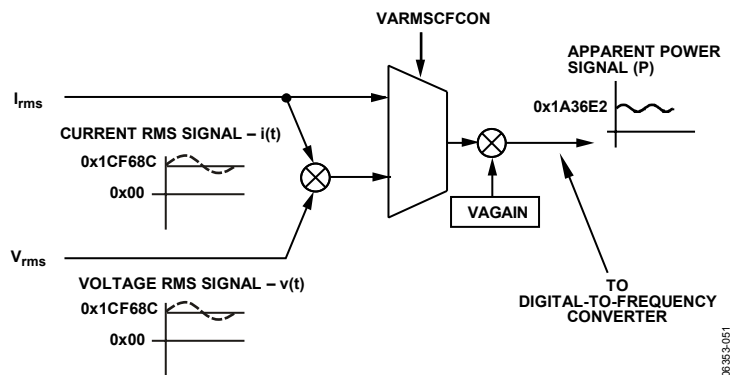 VARMSCFCON
APPARENT POWER
SIGNAL (P)
0x1A36E2
Irms
CURRENT RMS SIGNAL – i(t)
0x1CF68C
0x00
VAGAIN
Vrms
VOLTAGE RMS SIGNAL – v(t)
0x1CF68C
0x00
TO
DIGITAL-TO-FREQUENCY
CONVERTER
06353-051